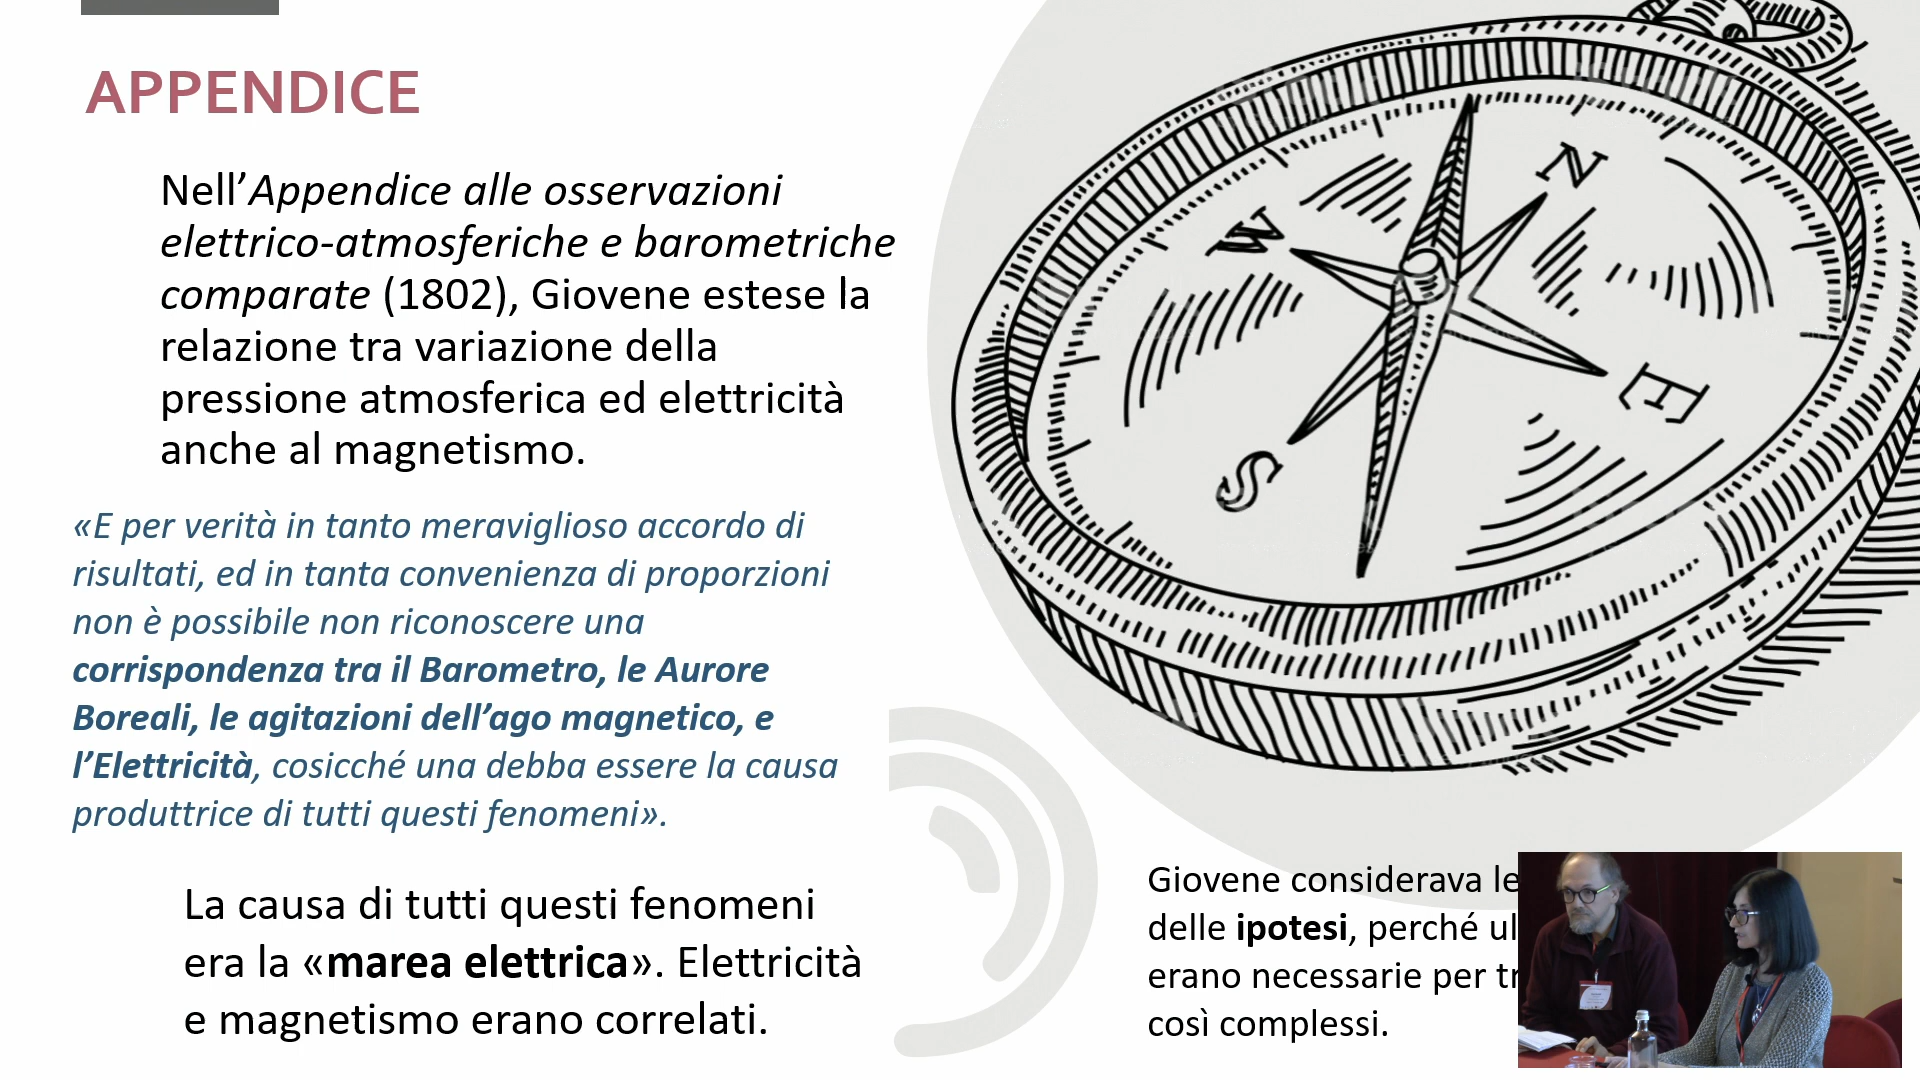 APPENDICE
Nell’Appendice alle osservazioni
elettrico-atmosferiche e barometriche
comparate (1802), Giovene estese la
relazione tra variazione della
pressione atmosferica ed elettricità
anche al magnetismo.
«E per verità in tanto meraviglioso accordo di
risultati, ed in tanta convenienza di proporzioni
non è possibile non riconoscere una
corrispondenza tra il Barometro, le Aurore
Boreali, le agitazioni dell’ago magnetico, e
l’Elettricità, cosicché una debba essere la causa
produttrice di tutti questi fenomeni».
La causa di tutti questi fenomeni
era la «marea elettrica». Elettricità
e magnetismo erano correlati.
N
W
E
S
Giovene considerava le
delle ipotesi, perché
erano necessarie per
così complessi.